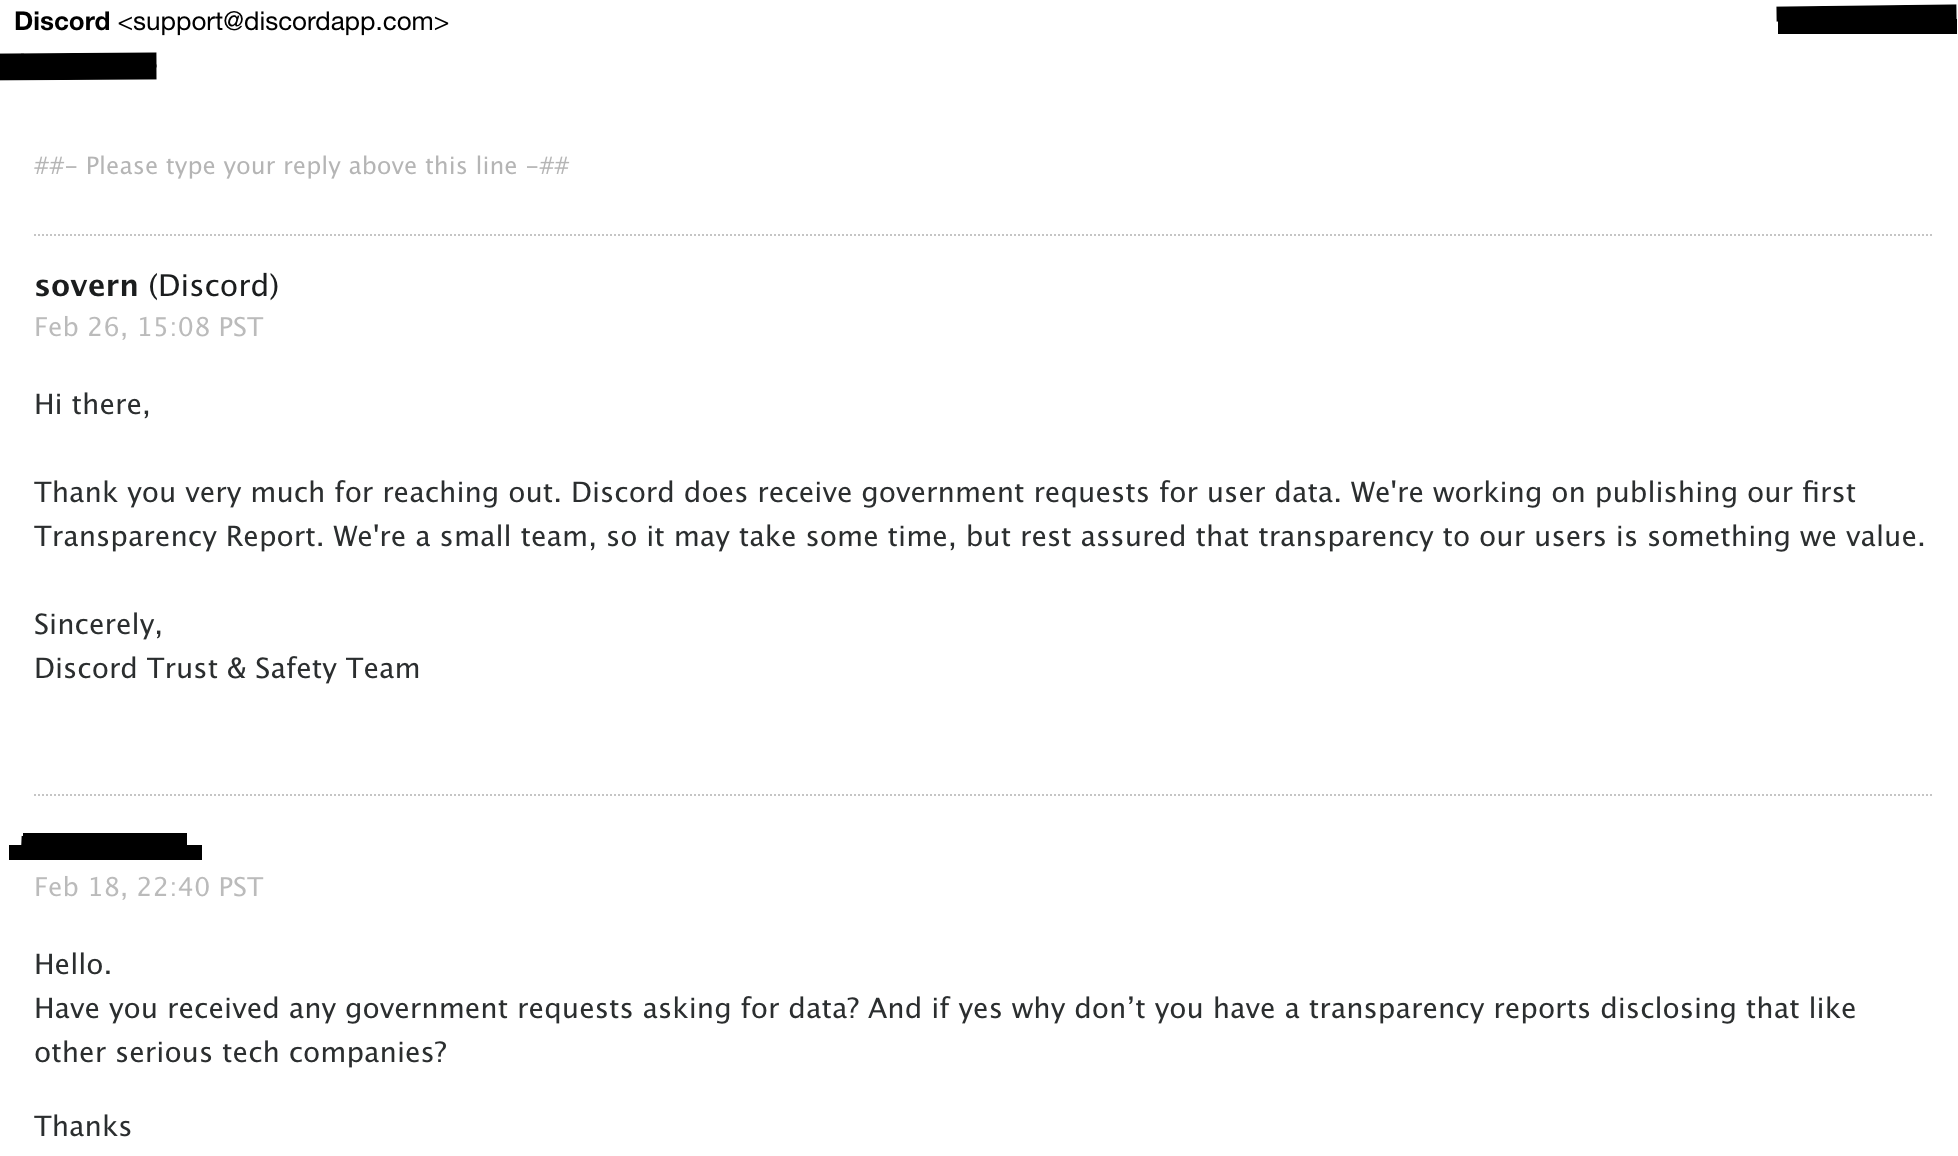 Discord <support@discordapp.com>
##- Please type your reply above this line -##
sovern (Discord)
Feb 26, 15:08 PST
Hi there,
Thank you very much for reaching out. Discord does receive government requests for user data. We're working on publishing our first
Transparency Report. We're a small team, so it may take some time, but rest assured that transparency to our users is something we value.
Sincerely,
Discord Trust & Safety Team
Feb 18, 22:40 PST
Hello.
Have you received any government requests asking for data? And if yes why don’t you have a transparency reports disclosing that like
other serious tech companies?
Thanks